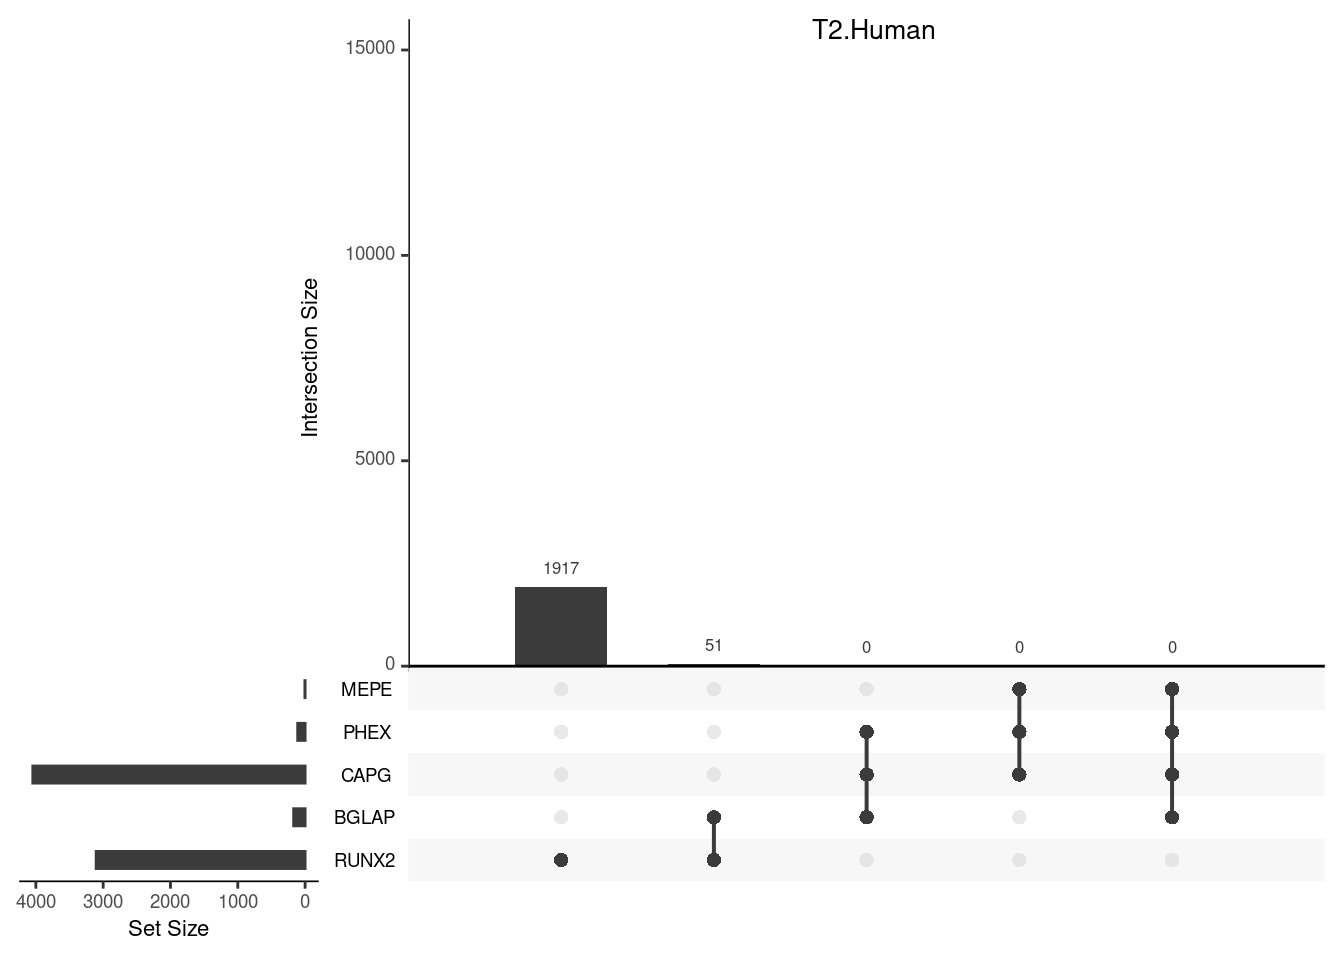 T2.Human
15000
10000
5000
0
Intersection Size
1917
51
0
0
0
MEPE
PHEX
CAPG
BGLAP
RUNX2
4000 3000 2000 1000 0
Set Size